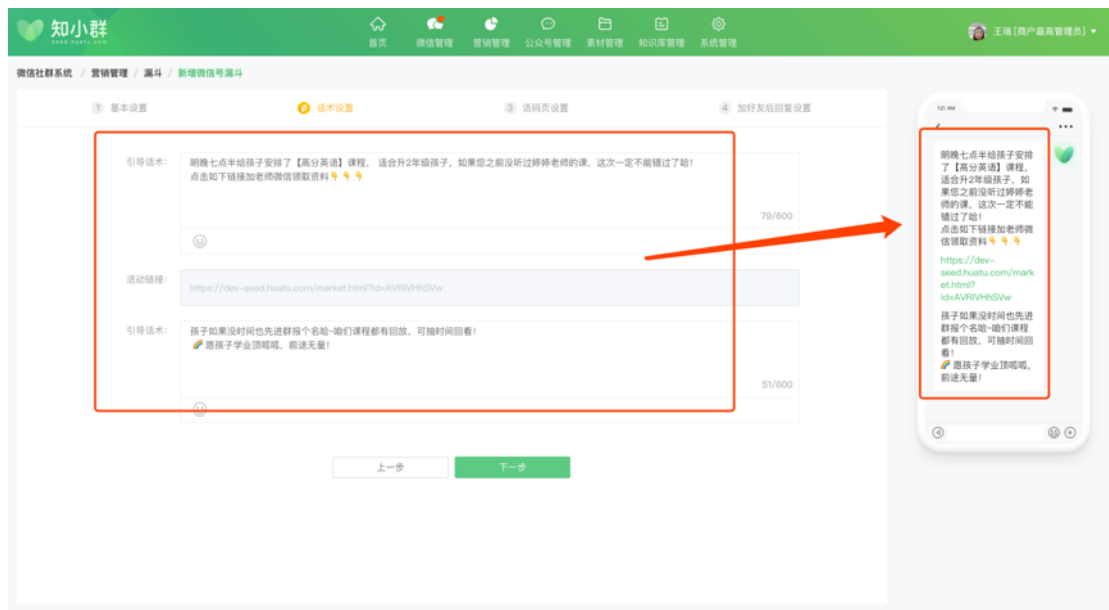 知小群
seed.huatu.com
首页
微信管理
营销管理
公众号管理
素材管理
知识库管理
系统管理
王瑞[商户最高管理员]
微信社群系统 / 营销管理 / 漏斗 / 新增微信号漏斗
1 基本设置
2 话术设置
3 活码页设置
4 加好友后回复设置
引导话术:
明晚七点半给孩子安排了【高分英语】课程， 适合升2年级孩子，如果您之前没听过婷婷老师的课，这次一定不能错过了哈！
点击如下链接加老师微信领取资料👇👇👇
79/600
活动链接:
https://dev-seed.huatu.com/market.html?id=AVRlVHhSVw
引导话术:
孩子如果没时间也先进群报个名哈~咱们课程都有回放，可抽时间回看！
🌈愿孩子学业顶呱呱，前途无量！
51/600
上一步
下一步
1:21 AM
明晚七点半给孩子安排
了【高分英语】课程，
适合升2年级孩子，如
果您之前没听过婷婷老
师的课，这次一定不能
错过了哈！
点击如下链接加老师微
信领取资料👇👇👇
https://dev-
seed.huatu.com/mark
et.html?
id=AVRlVHhSVw
孩子如果没时间也先进
群报个名哈~咱们课程
都有回放，可抽时间回
看！
🌈愿孩子学业顶呱呱，
前途无量！